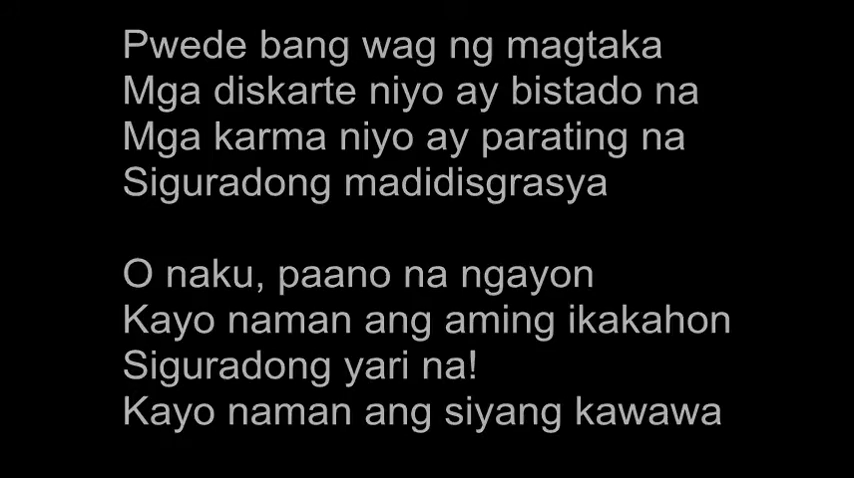 Pwede bang wag ng magtaka
Mga diskarte niyo ay bistado na
Mga karma niyo ay parating na
Siguradong madidisgrasya
O naku, paano na ngayon
Kayo naman ang aming ikakahon
Siguradong yari na!
Kayo naman ang siyang kawawa